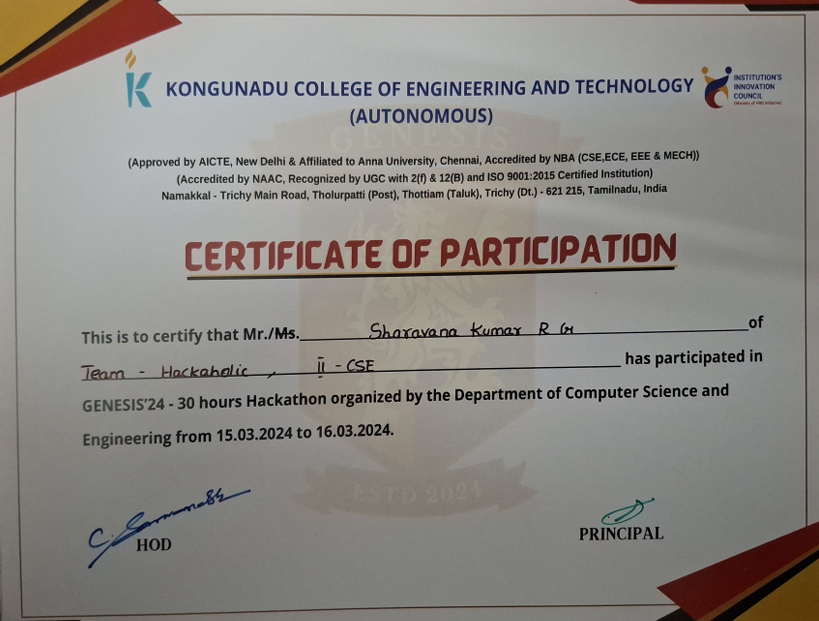 KONGUNADU COLLEGE OF ENGINEERING AND TECHNOLOGY
(AUTONOMOUS)
INSTITUTION'S
INNOVATION
COUNCIL
(Ministry of HRD Initiative)
GENESIS
(Approved by AICTE, New Delhi & Affiliated to Anna University, Chennai, Accredited by NBA (CSE,ECE, EEE & MECH))
(Accredited by NAAC, Recognized by UGC with 2(f) & 12(B) and ISO 9001:2015 Certified Institution)
Namakkal - Trichy Main Road, Tholurpatti (Post), Thottiam (Taluk), Trichy (Dt.) - 621 215, Tamilnadu, India
CERTIFICATE OF PARTICIPATION
This is to certify that Mr./Ms. Sharavana Kumar R G of
Team - Hackaholic, II - CSE has participated in
GENESIS'24 - 30 hours Hackathon organized by the Department of Computer Science and
Engineering from 15.03.2024 to 16.03.2024.
ESTD 2024
HOD
PRINCIPAL